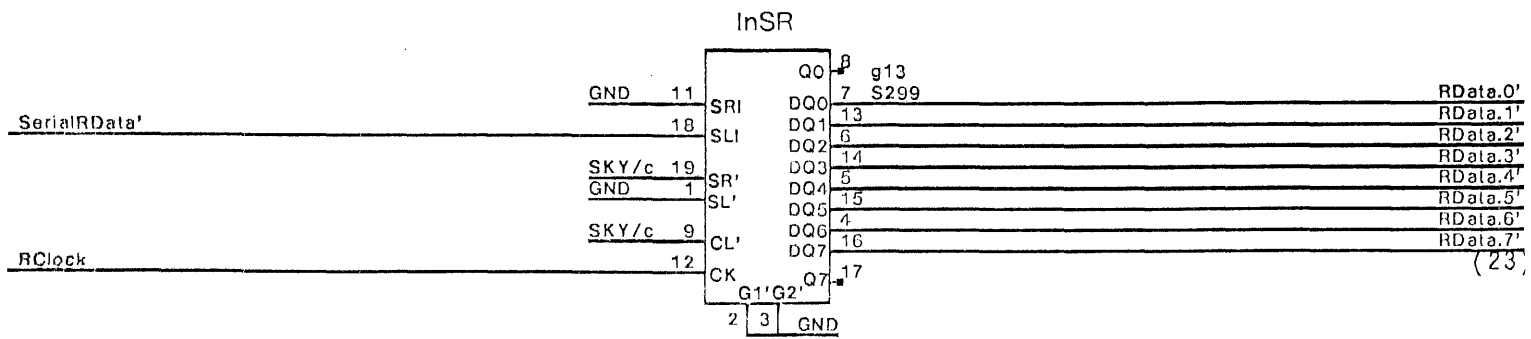 InSR
Q0 8 g13
GND 11 SRI DQ0 7 S299 RData.0'
SerialRData' 18 SLI DQ1 13 RData.1'
DQ2 6 RData.2'
SKY/c 19 SR' DQ3 14 RData.3'
GND 1 SL' DQ4 5 RData.4'
DQ5 15 RData.5'
SKY/c 9 CL' DQ6 4 RData.6'
DQ7 16 RData.7'
RClock 12 CK Q7 17 (23)
G1' G2'
2 3 GND